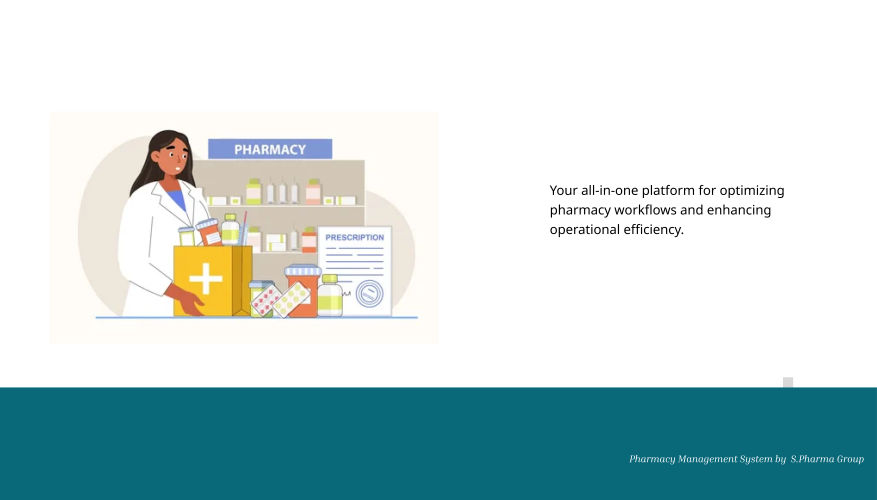 PHARMACY
PRESCRIPTION
Your all-in-one platform for optimizing
pharmacy workflows and enhancing
operational efficiency.
Pharmacy Management System by S.Pharma Group